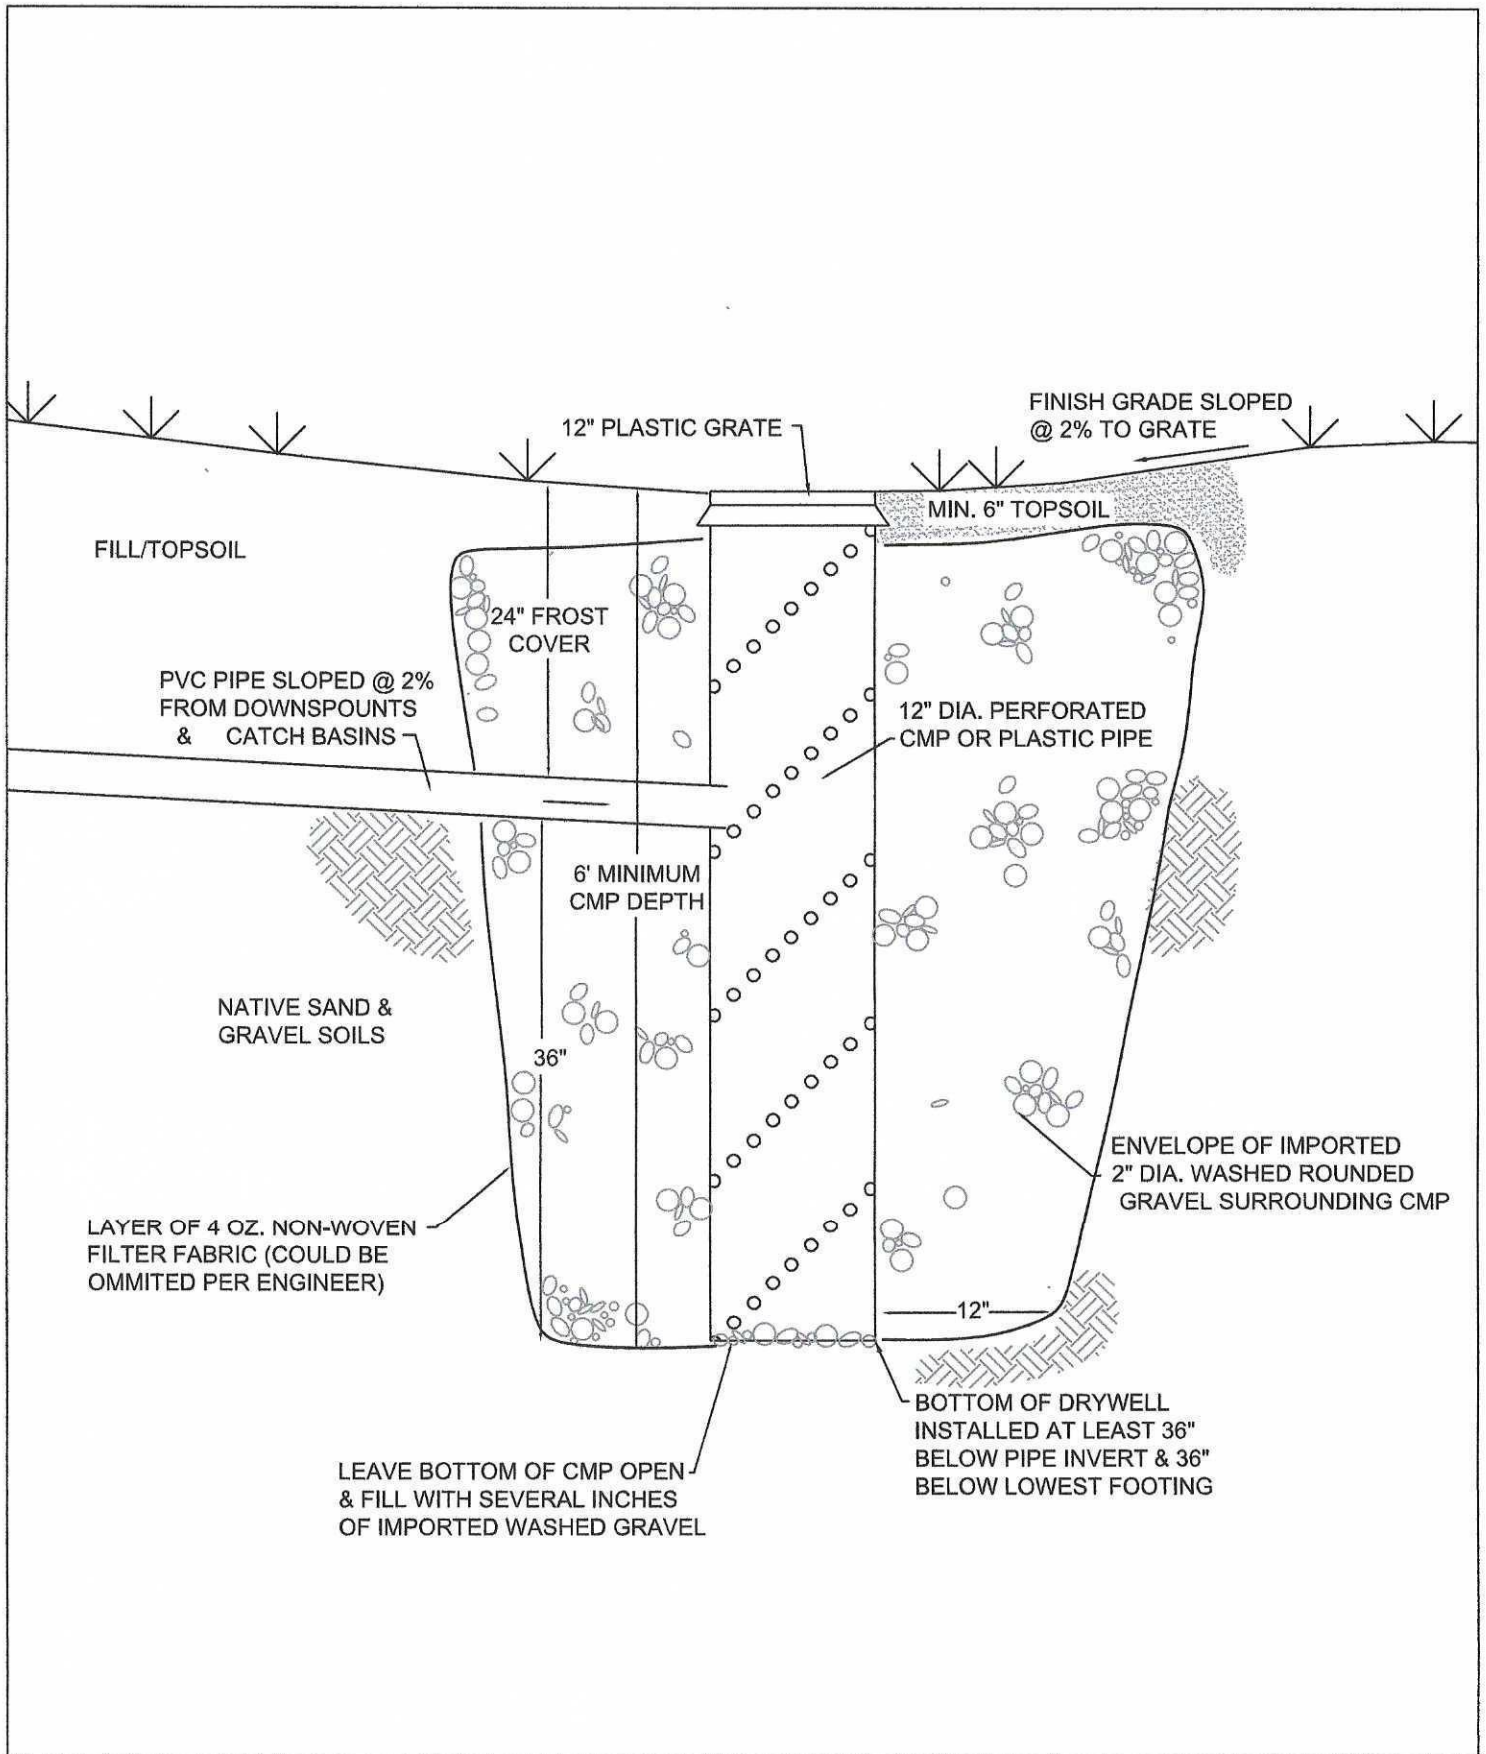 FINISH GRADE SLOPED
@ 2% TO GRATE
12" PLASTIC GRATE
MIN. 6" TOPSOIL
FILL/TOPSOIL
24" FROST
COVER
PVC PIPE SLOPED @ 2%
FROM DOWNSPOUNTS
& CATCH BASINS
12" DIA. PERFORATED
CMP OR PLASTIC PIPE
6' MINIMUM
CMP DEPTH
NATIVE SAND &
GRAVEL SOILS
36"
ENVELOPE OF IMPORTED
2" DIA. WASHED ROUNDED
GRAVEL SURROUNDING CMP
LAYER OF 4 OZ. NON-WOVEN
FILTER FABRIC (COULD BE
OMMITED PER ENGINEER)
12"
BOTTOM OF DRYWELL
INSTALLED AT LEAST 36"
BELOW PIPE INVERT & 36"
BELOW LOWEST FOOTING
LEAVE BOTTOM OF CMP OPEN
& FILL WITH SEVERAL INCHES
OF IMPORTED WASHED GRAVEL